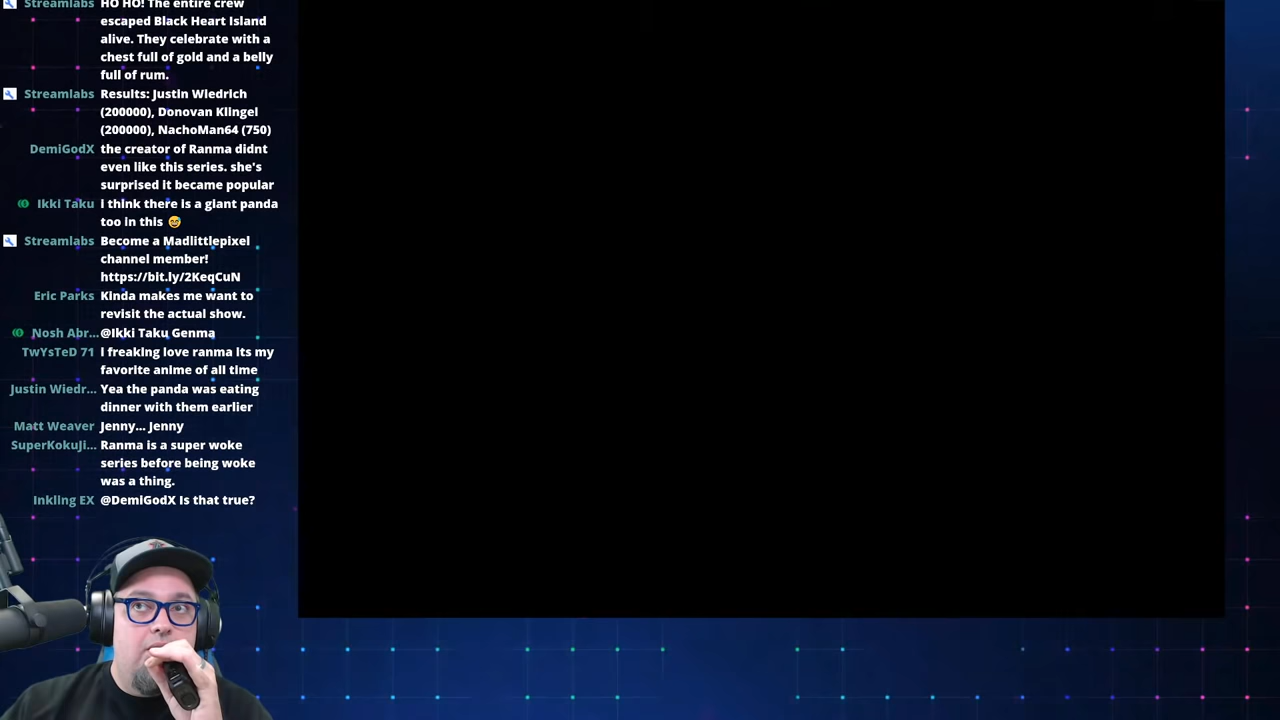 Streamlabs HO HO! The entire crew
escaped Black Heart Island
alive. They celebrate with a
chest full of gold and a belly
full of rum.
Streamlabs Results: Justin Wiedrich
(200000), Donovan Klingel
(200000), NachoMan64 (750)
DemiGodX the creator of Ranma didnt
even like this series. she's
surprised it became popular
Ikki Taku I think there is a giant panda
too in this 😅
Streamlabs Become a Madlittlepixel
channel member!
https://bit.ly/2KeqCuN
Eric Parks Kinda makes me want to
revisit the actual show.
Nosh Abr... @Ikki Taku Genma
TwYsTeD 71 I freaking love ranma its my
favorite anime of all time
Justin Wiedr... Yea the panda was eating
dinner with them earlier
Matt Weaver Jenny... Jenny
SuperKokuJi... Ranma is a super woke
series before being woke
was a thing.
Inkling EX @DemiGodX Is that true?